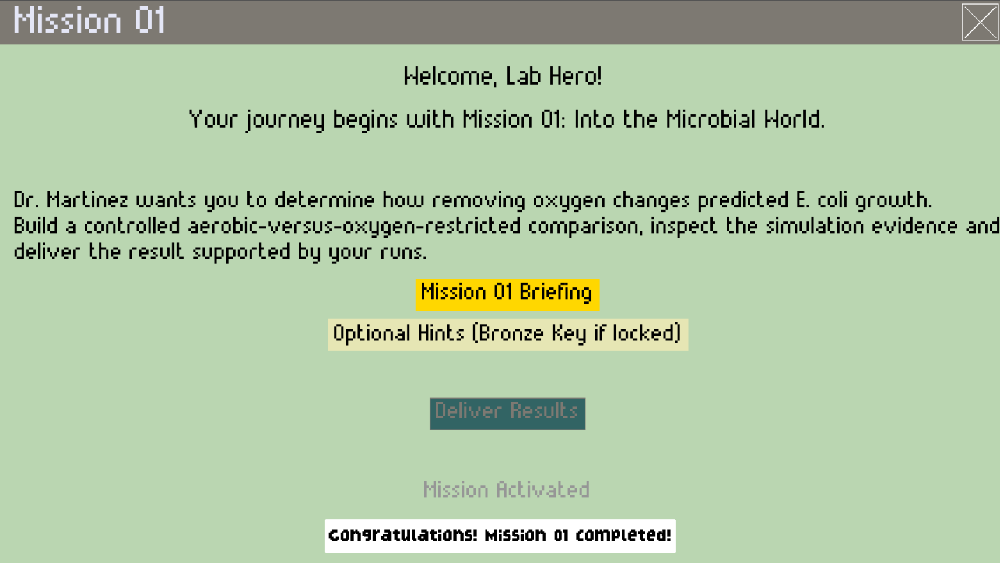 Mission 01
Welcome, Lab Hero!
Your journey begins with Mission 01: Into the Microbial World.
Dr. Martinez wants you to determine how removing oxygen changes predicted E. coli growth.
Build a controlled aerobic-versus-oxygen-restricted comparison, inspect the simulation evidence and
deliver the result supported by your runs.
Mission 01 Briefing
Optional Hints (Bronze Key if locked)
Deliver Results
Mission Activated
Congratulations! Mission 01 completed!